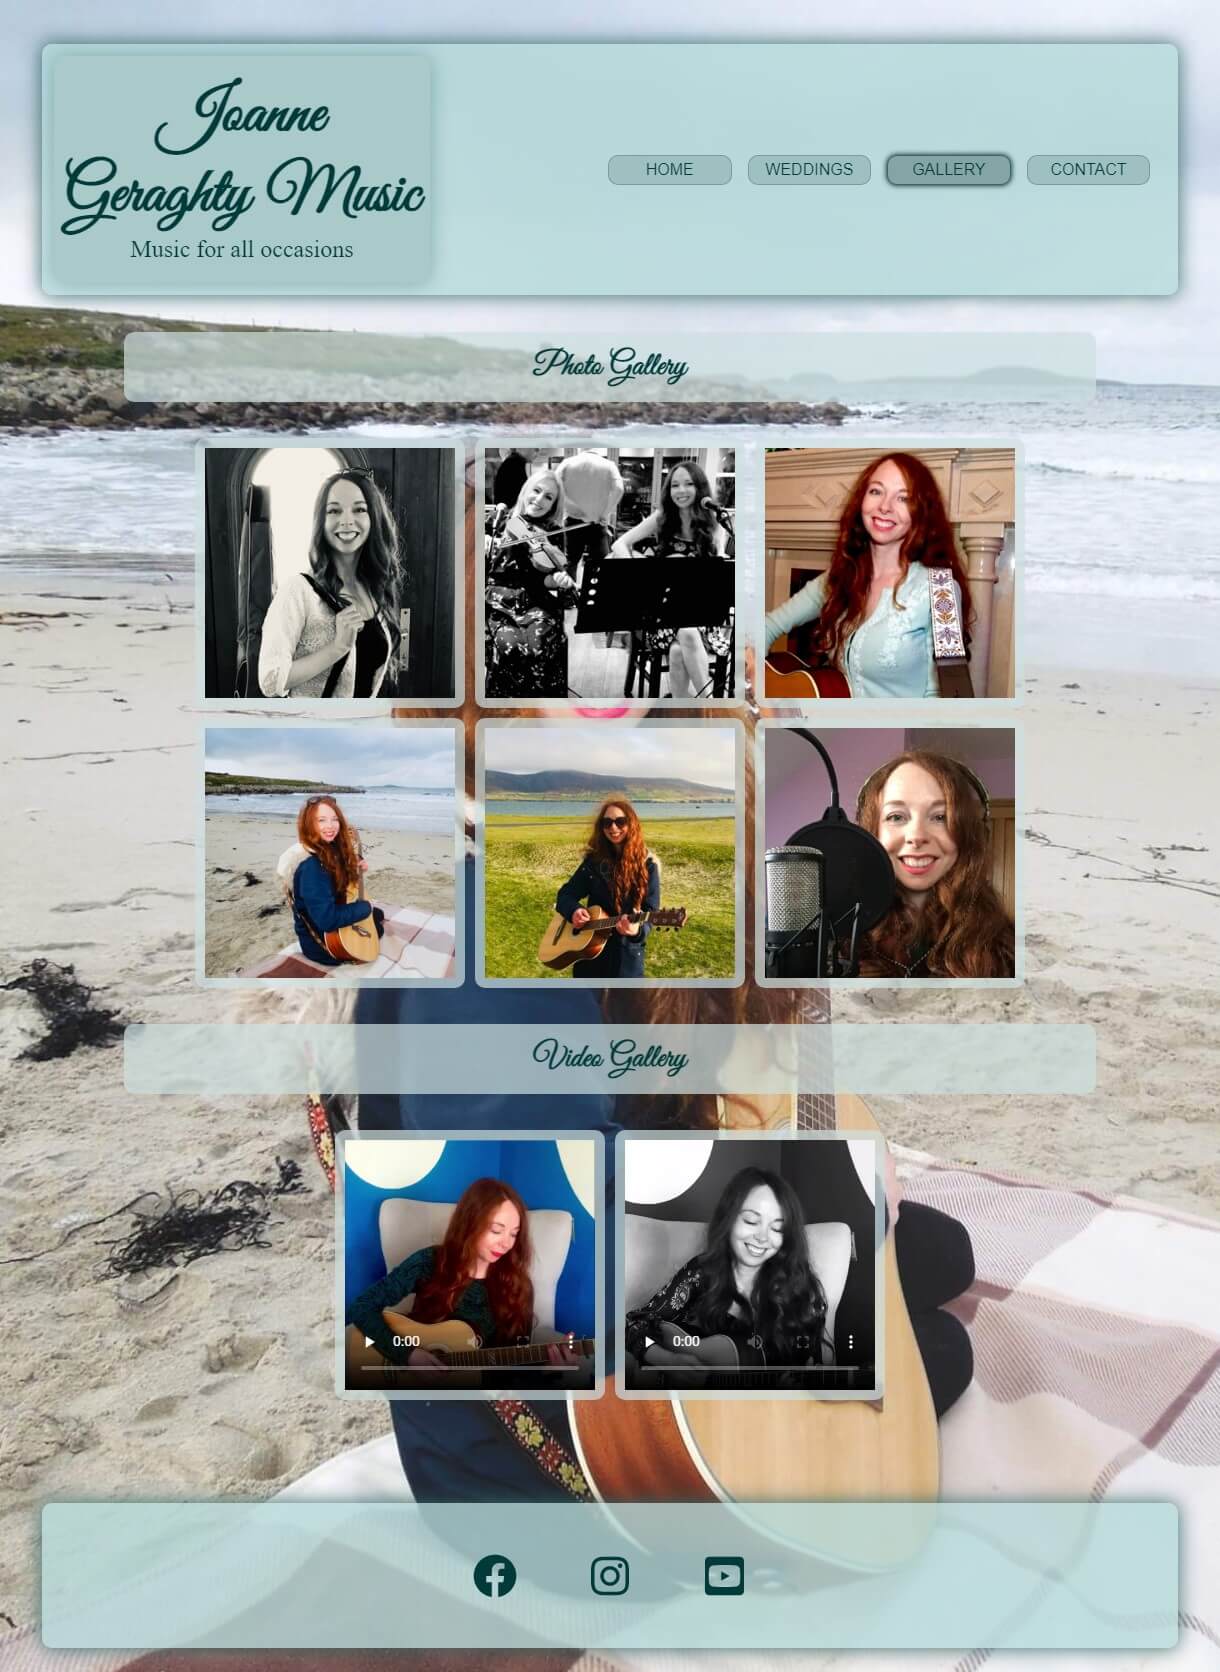 Joanne
Geraghty Music
Music for all occasions
HOME
WEDDINGS
GALLERY
CONTACT
Photo Gallery
Video Gallery
0:00
0:00